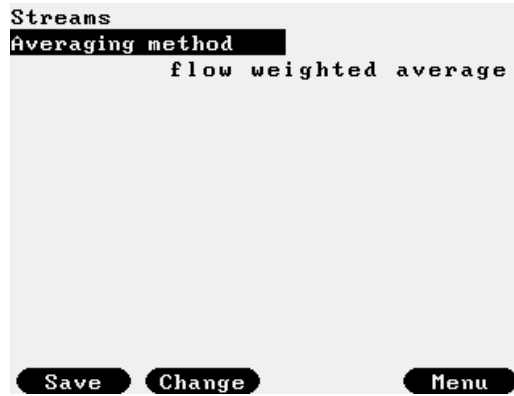 Streams
Averaging method
flow weighted average
Save Change Menu